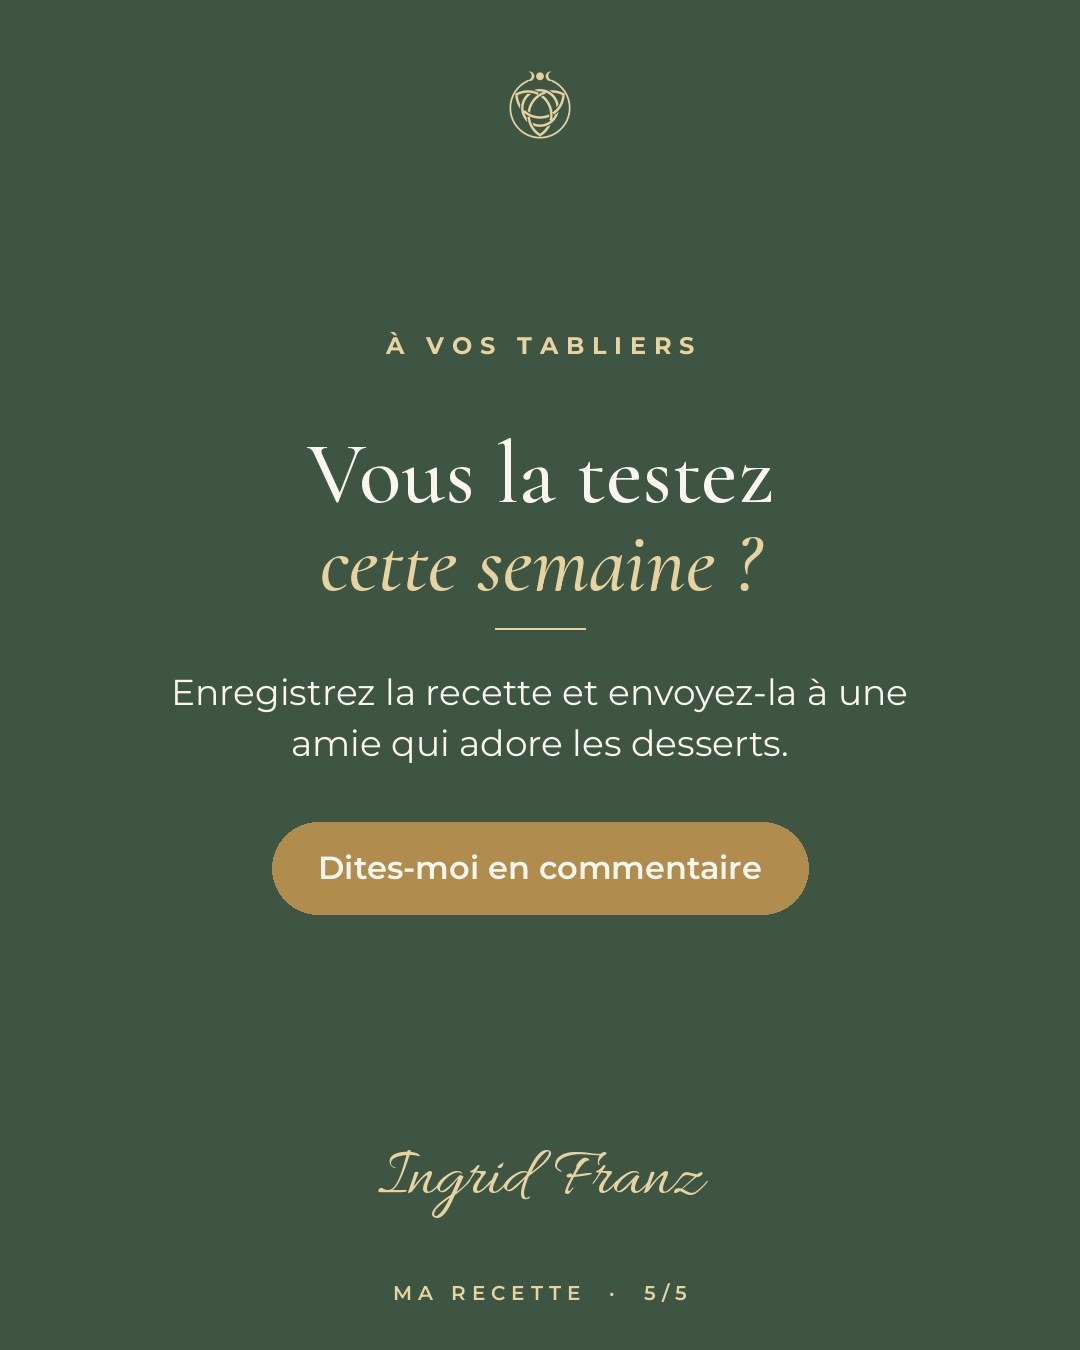 À VOS TABLIERS
Vous la testez
cette semaine ?
Enregistrez la recette et envoyez-la à une
amie qui adore les desserts.
Dites-moi en commentaire
Ingrid Franz
MA RECETTE · 5/5